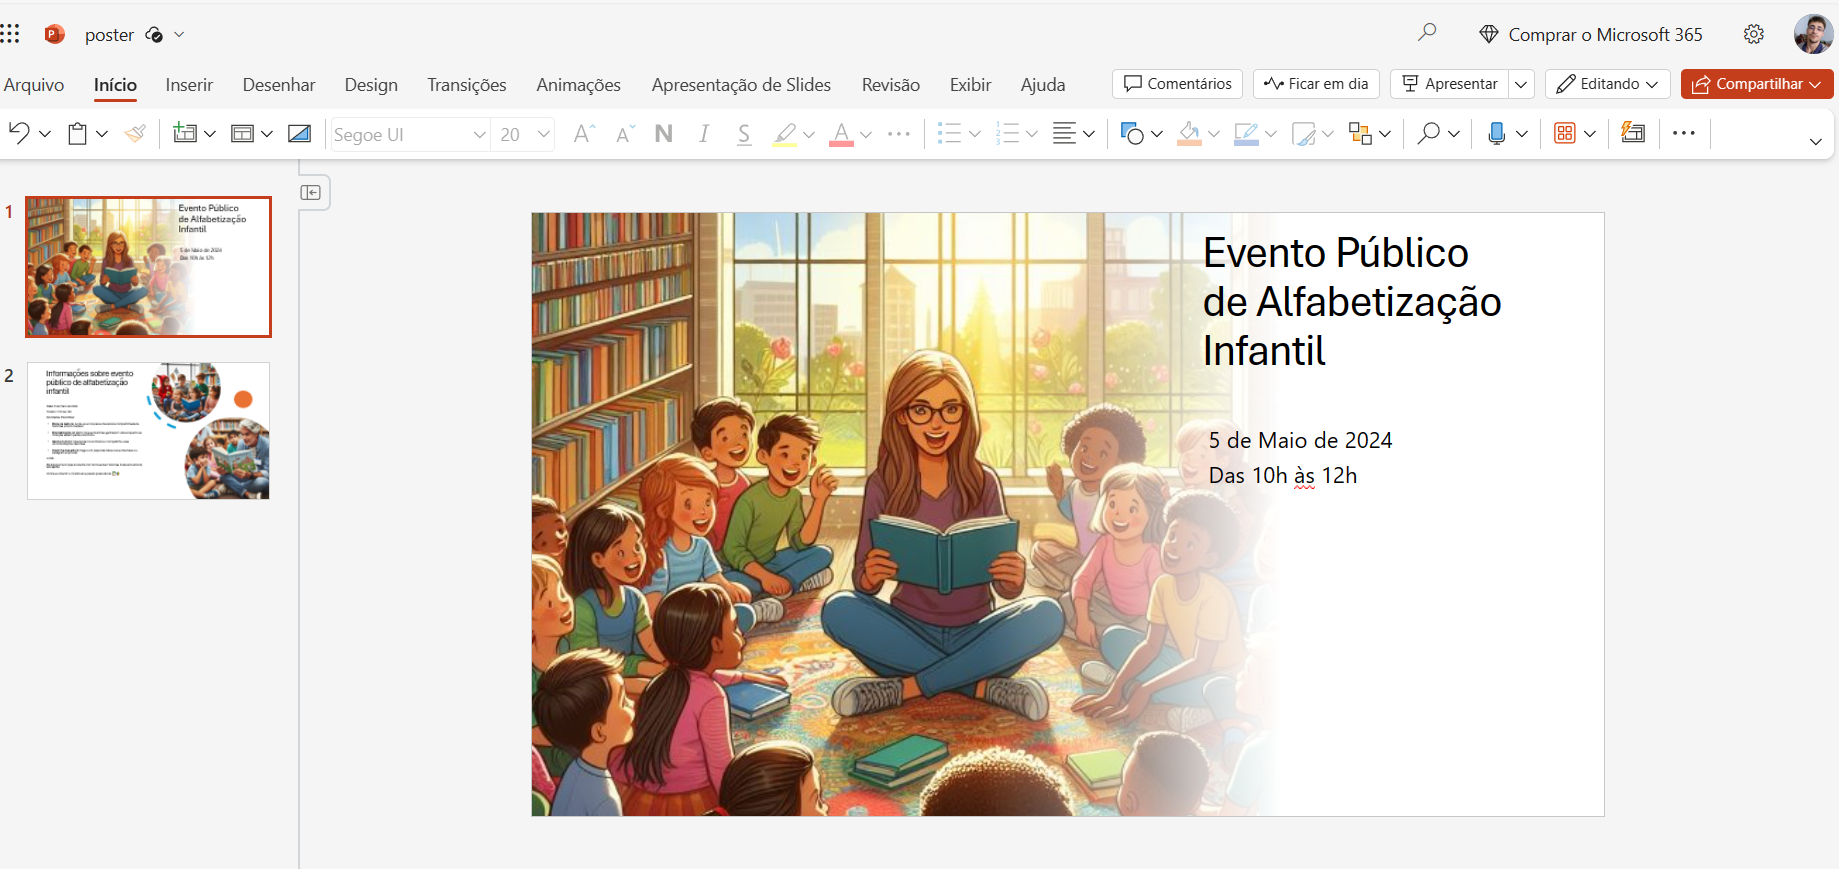 poster
Comprar o Microsoft 365
Arquivo Início Inserir Desenhar Design Transições Animações Apresentação de Slides Revisão Exibir Ajuda Comentários Ficar em dia Apresentar Editando Compartilhar
Segoe UI 20 N I S A
1
Evento Público
de Alfabetização
Infantil
5 de Maio de 2024
Das 10h às 12h
2
Informações sobre evento
público de alfabetização
infantil
Evento Público
de Alfabetização
Infantil
5 de Maio de 2024
Das 10h às 12h